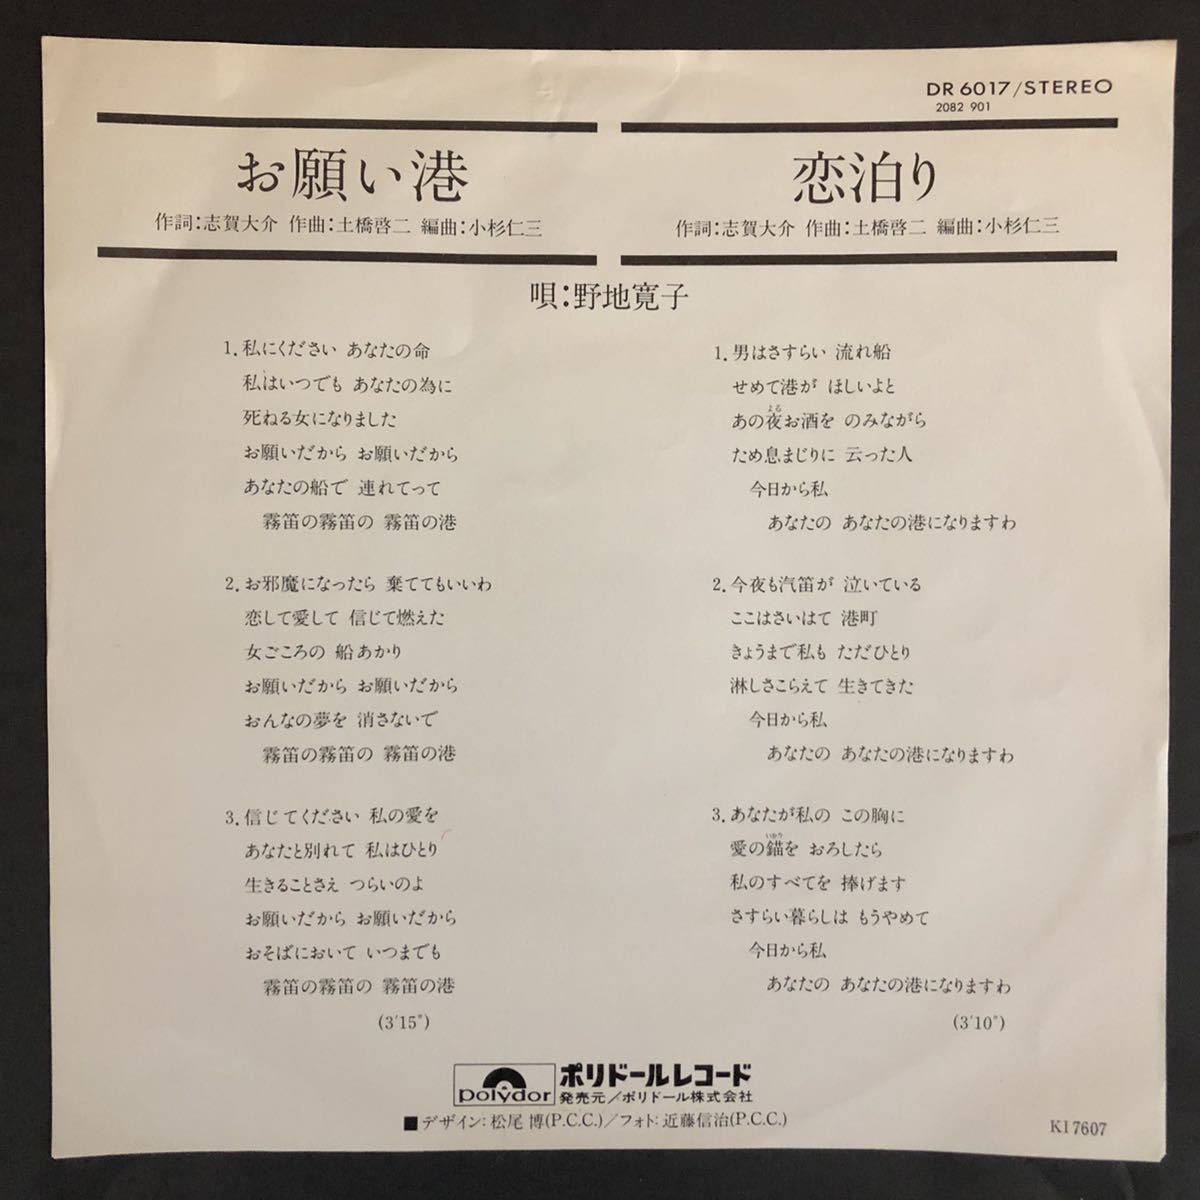 DR 6017/STEREO
2082 901
お願い港
作詞:志賀大介 作曲:土橋啓二 編曲:小杉仁三
恋泊り
作詞:志賀大介 作曲:土橋啓二 編曲:小杉仁三
唄:野地寛子
1. 私にください あなたの命
私はいつでも あなたの為に
死ねる女になりました
お願いだから お願いだから
あなたの船で 連れてって
霧笛の霧笛の 霧笛の港
2. お邪魔になったら 棄ててもいいわ
恋して愛して 信じて燃えた
女ごころの 船あかり
お願いだから お願いだから
おんなの夢を 消さないで
霧笛の霧笛の 霧笛の港
3. 信じてください 私の愛を
あなたと別れて 私はひとり
生きることさえ つらいのよ
お願いだから お願いだから
おそばにおいて いつまでも
霧笛の霧笛の 霧笛の港
(3'15")
1. 男はさすらい 流れ船
せめて港が ほしいよと
よる
あの夜お酒を のみながら
ため息まじりに 云った人
今日から私
あなたの あなたの港になりますわ
2. 今夜も汽笛が 泣いている
ここはさいはて 港町
きょうまで私も ただひとり
淋しさこらえて 生きてきた
今日から私
あなたの あなたの港になりますわ
3. あなたが私の この胸に
いかり
愛の錨を おろしたら
私のすべてを 捧げます
さすらい暮らしは もうやめて
今日から私
あなたの あなたの港になりますわ
(3'10")
polydor
ポリドールレコード
発売元/ポリドール株式会社
■デザイン:松尾 博(P.C.C.)/フォト:近藤信治(P.C.C.)
KI 7607